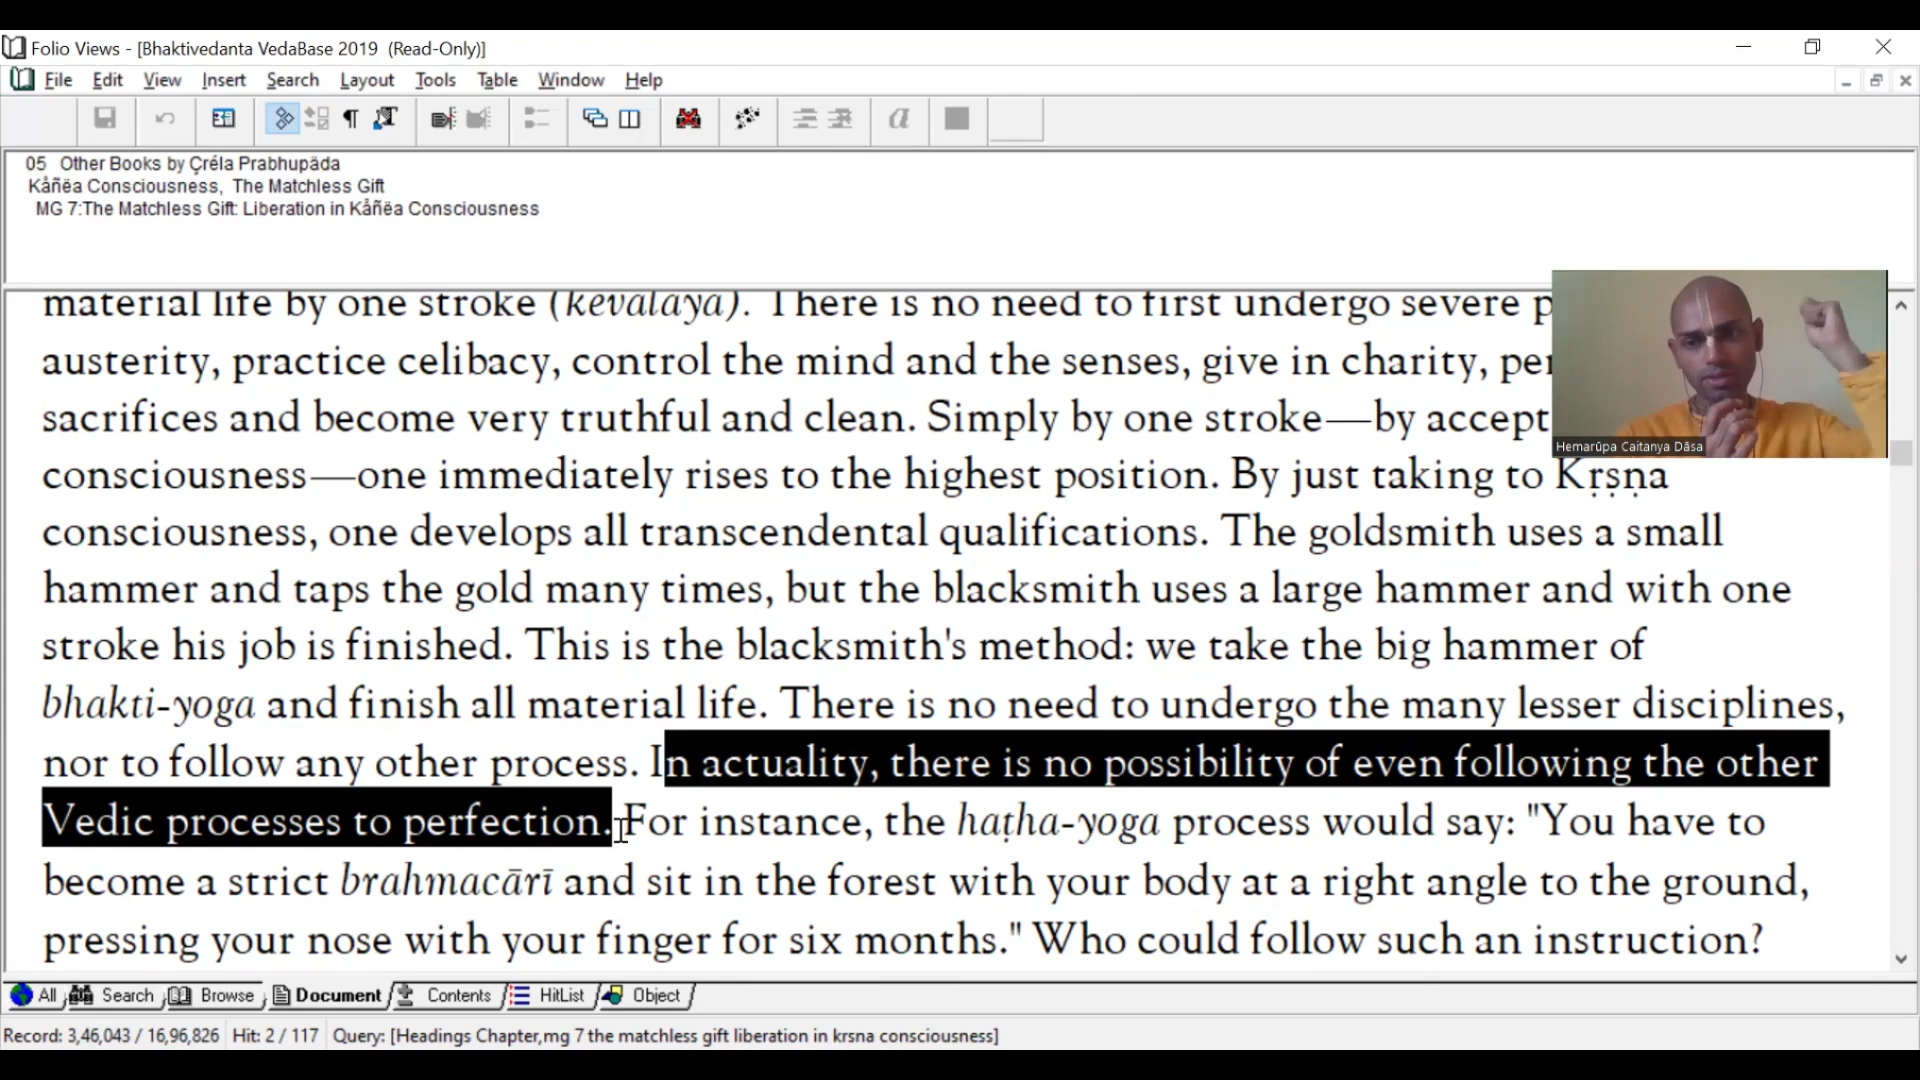 Folio Views - [Bhaktivedanta VedaBase 2019 (Read-Only)]
File Edit View Insert Search Layout Tools Table Window Help
05 Other Books by Çréla Prabhupäda
Kåñëa Consciousness, The Matchless Gift
MG 7:The Matchless Gift: Liberation in Kåñëa Consciousness
material life by one stroke (kevalayā). There is no need to first undergo severe p
austerity, practice celibacy, control the mind and the senses, give in charity, per
sacrifices and become very truthful and clean. Simply by one stroke—by accept
Hemarūpa Caitanya Dāsa
consciousness—one immediately rises to the highest position. By just taking to Kṛṣṇa
consciousness, one develops all transcendental qualifications. The goldsmith uses a small
hammer and taps the gold many times, but the blacksmith uses a large hammer and with one
stroke his job is finished. This is the blacksmith's method: we take the big hammer of
bhakti-yoga and finish all material life. There is no need to undergo the many lesser disciplines,
nor to follow any other process. In actuality, there is no possibility of even following the other
Vedic processes to perfection. For instance, the haṭha-yoga process would say: "You have to
become a strict brahmacārī and sit in the forest with your body at a right angle to the ground,
pressing your nose with your finger for six months." Who could follow such an instruction?
All Search Browse Document Contents HitList Object
Record: 3,46,043 / 16,96,826 Hit: 2 / 117 Query: [Headings Chapter,mg 7 the matchless gift liberation in krsna consciousness]